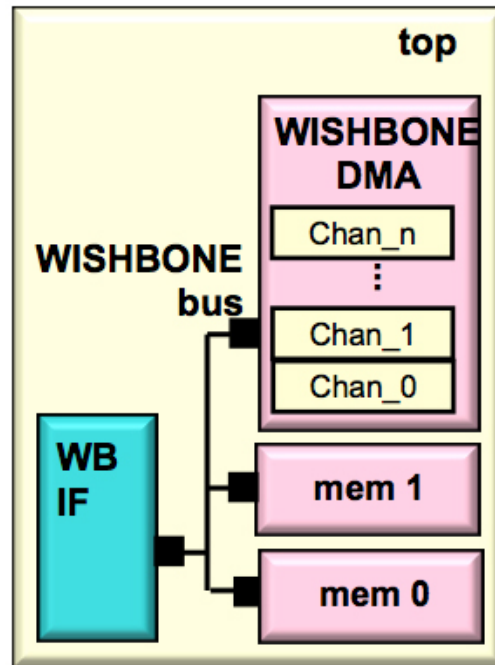 top
WISHBONE
DMA
Chan_n
⋮
WISHBONE
bus
Chan_1
Chan_0
WB
IF
mem 1
mem 0